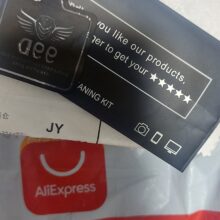 you like our products,
ger to get your ★★★★★
ANING KIT
JY
AliExpress